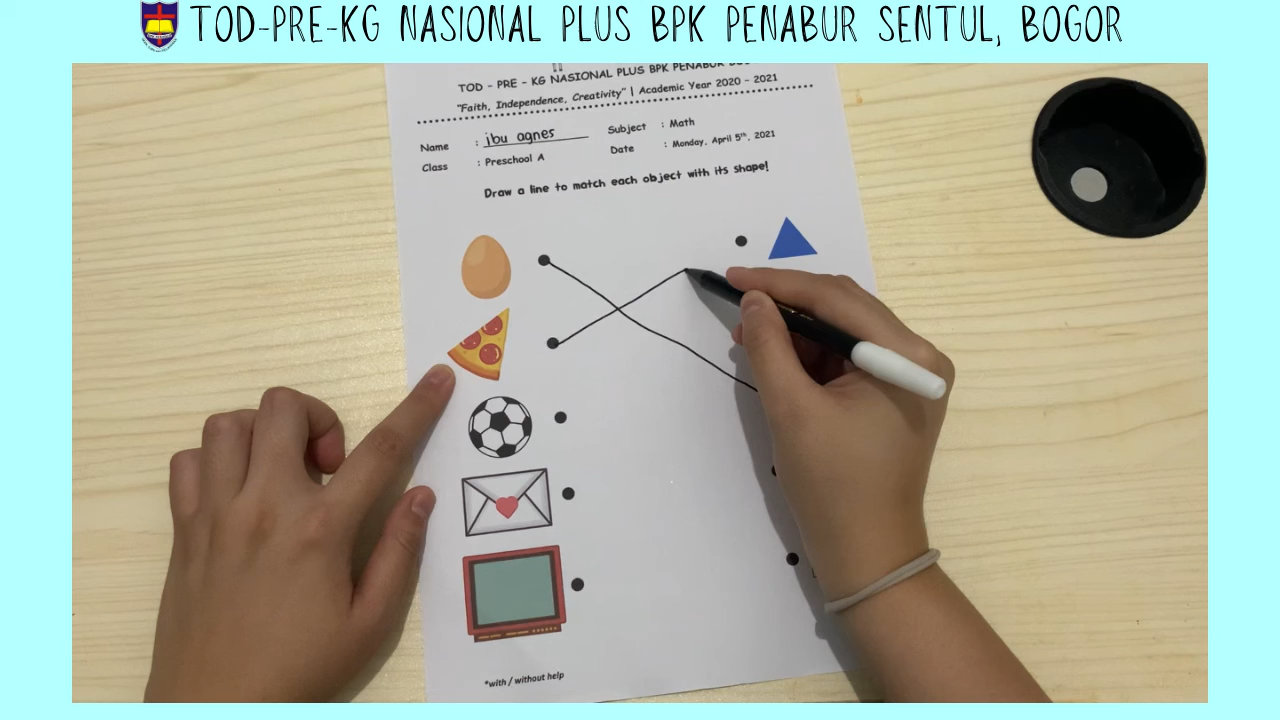 TOD-PRE-KG NASIONAL PLUS BPK PENABUR SENTUL, BOGOR
TOD - PRE - KG NASIONAL PLUS BPK PENABUR
"Faith, Independence, Creativity" | Academic Year 2020 - 2021
Name : ibu agnes Subject : Math
Class : Preschool A Date : Monday, April 5th, 2021
Draw a line to match each object with its shape!
*with / without help